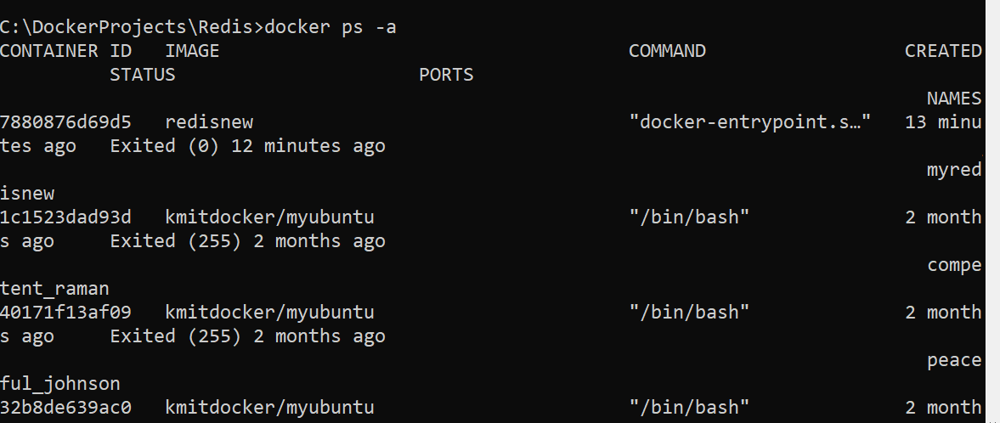 C:\DockerProjects\Redis>docker ps -a
CONTAINER ID   IMAGE                                     COMMAND                  CREATED
          STATUS                      PORTS
                                                                                    NAMES
7880876d69d5   redisnew                                  "docker-entrypoint.s…"   13 minu
tes ago   Exited (0) 12 minutes ago
                                                                                    myred
isnew
1c1523dad93d   kmitdocker/myubuntu                       "/bin/bash"              2 month
s ago     Exited (255) 2 months ago
                                                                                    compe
tent_raman
40171f13af09   kmitdocker/myubuntu                       "/bin/bash"              2 month
s ago     Exited (255) 2 months ago
                                                                                    peace
ful_johnson
32b8de639ac0   kmitdocker/myubuntu                       "/bin/bash"              2 month